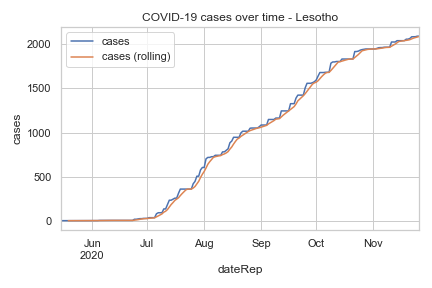 COVID-19 cases over time - Lesotho
cases
cases (rolling)
cases
2000
1500
1000
500
0
Jun Jul Aug Sep Oct Nov
2020
dateRep